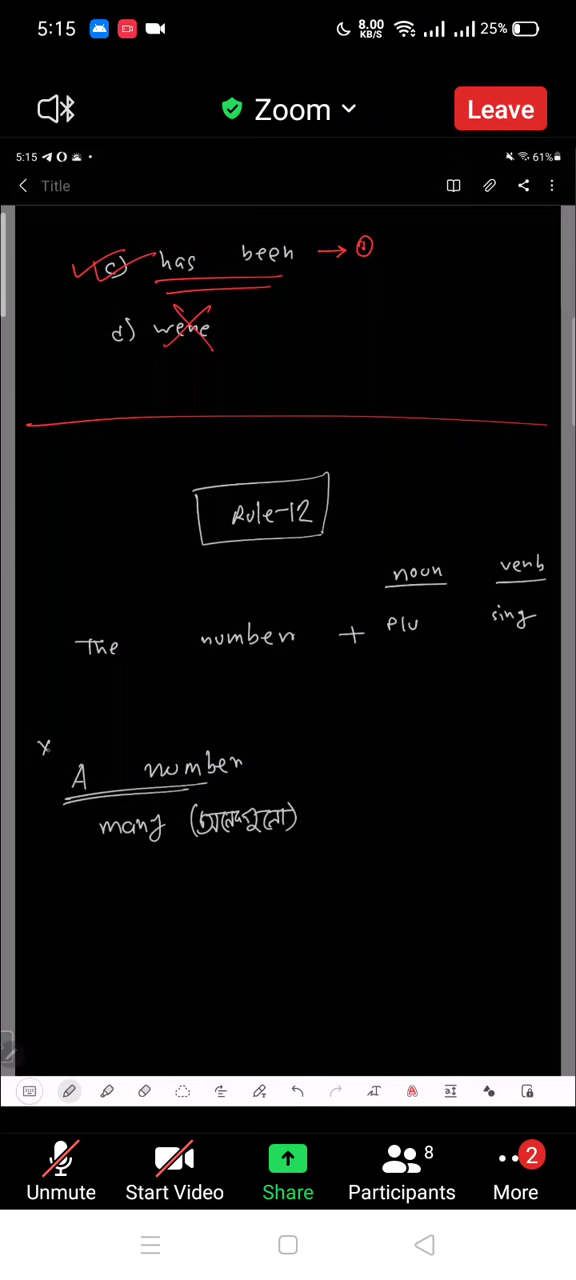 5:15 8.00 KB/S 25%
Zoom Leave
5:15 61%
Title
c) has been → ①
d) were
Rule-12
noun verb
The number + plu sing
A number
many (অনেকগুলো)
Unmute Start Video Share Participants 8 More 2